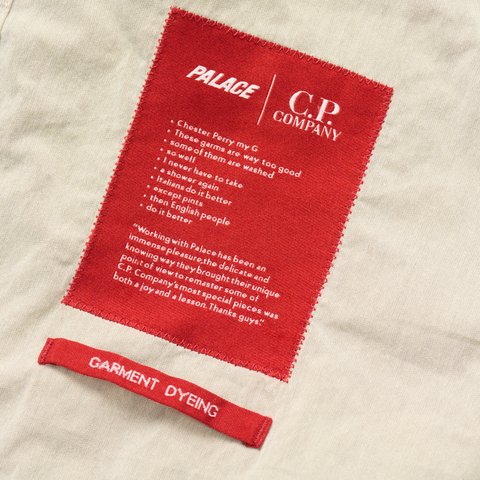 PALACE
C.P.
COMPANY
• Chester Perry my G
• These garms are way too good
• some of them are washed
• so well
• I never have to take
• a shower again
• Italians do it better
• except pints
• then English people
• do it better
"Working with Palace has been an
immense pleasure, the delicate and
knowing way they brought their unique
point of view to remaster some of
C.P. Company's most special pieces was
both a joy and a lesson. Thanks guys."
GARMENT DYEING